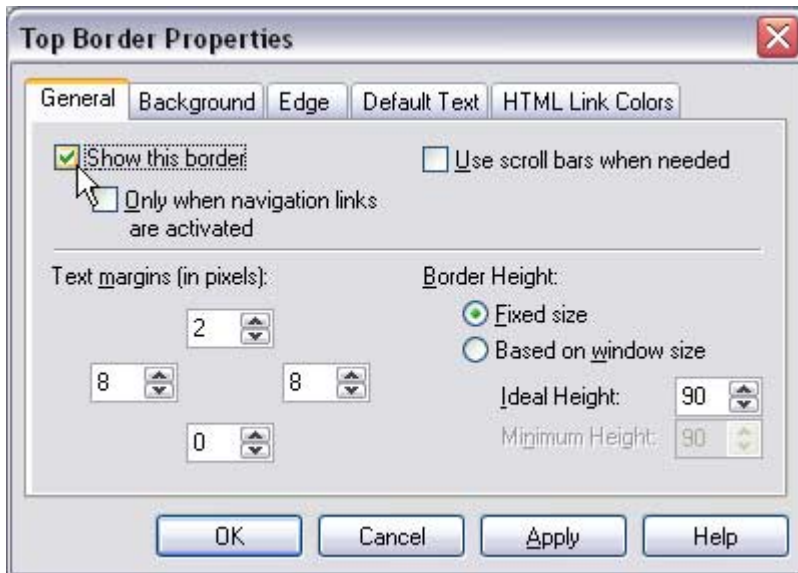 Top Border Properties
General Background Edge Default Text HTML Link Colors
Show this border
Use scroll bars when needed
Only when navigation links
are activated
Text margins (in pixels):
2
8 8
0
Border Height:
Fixed size
Based on window size
Ideal Height: 90
Minimum Height: 90
OK Cancel Apply Help